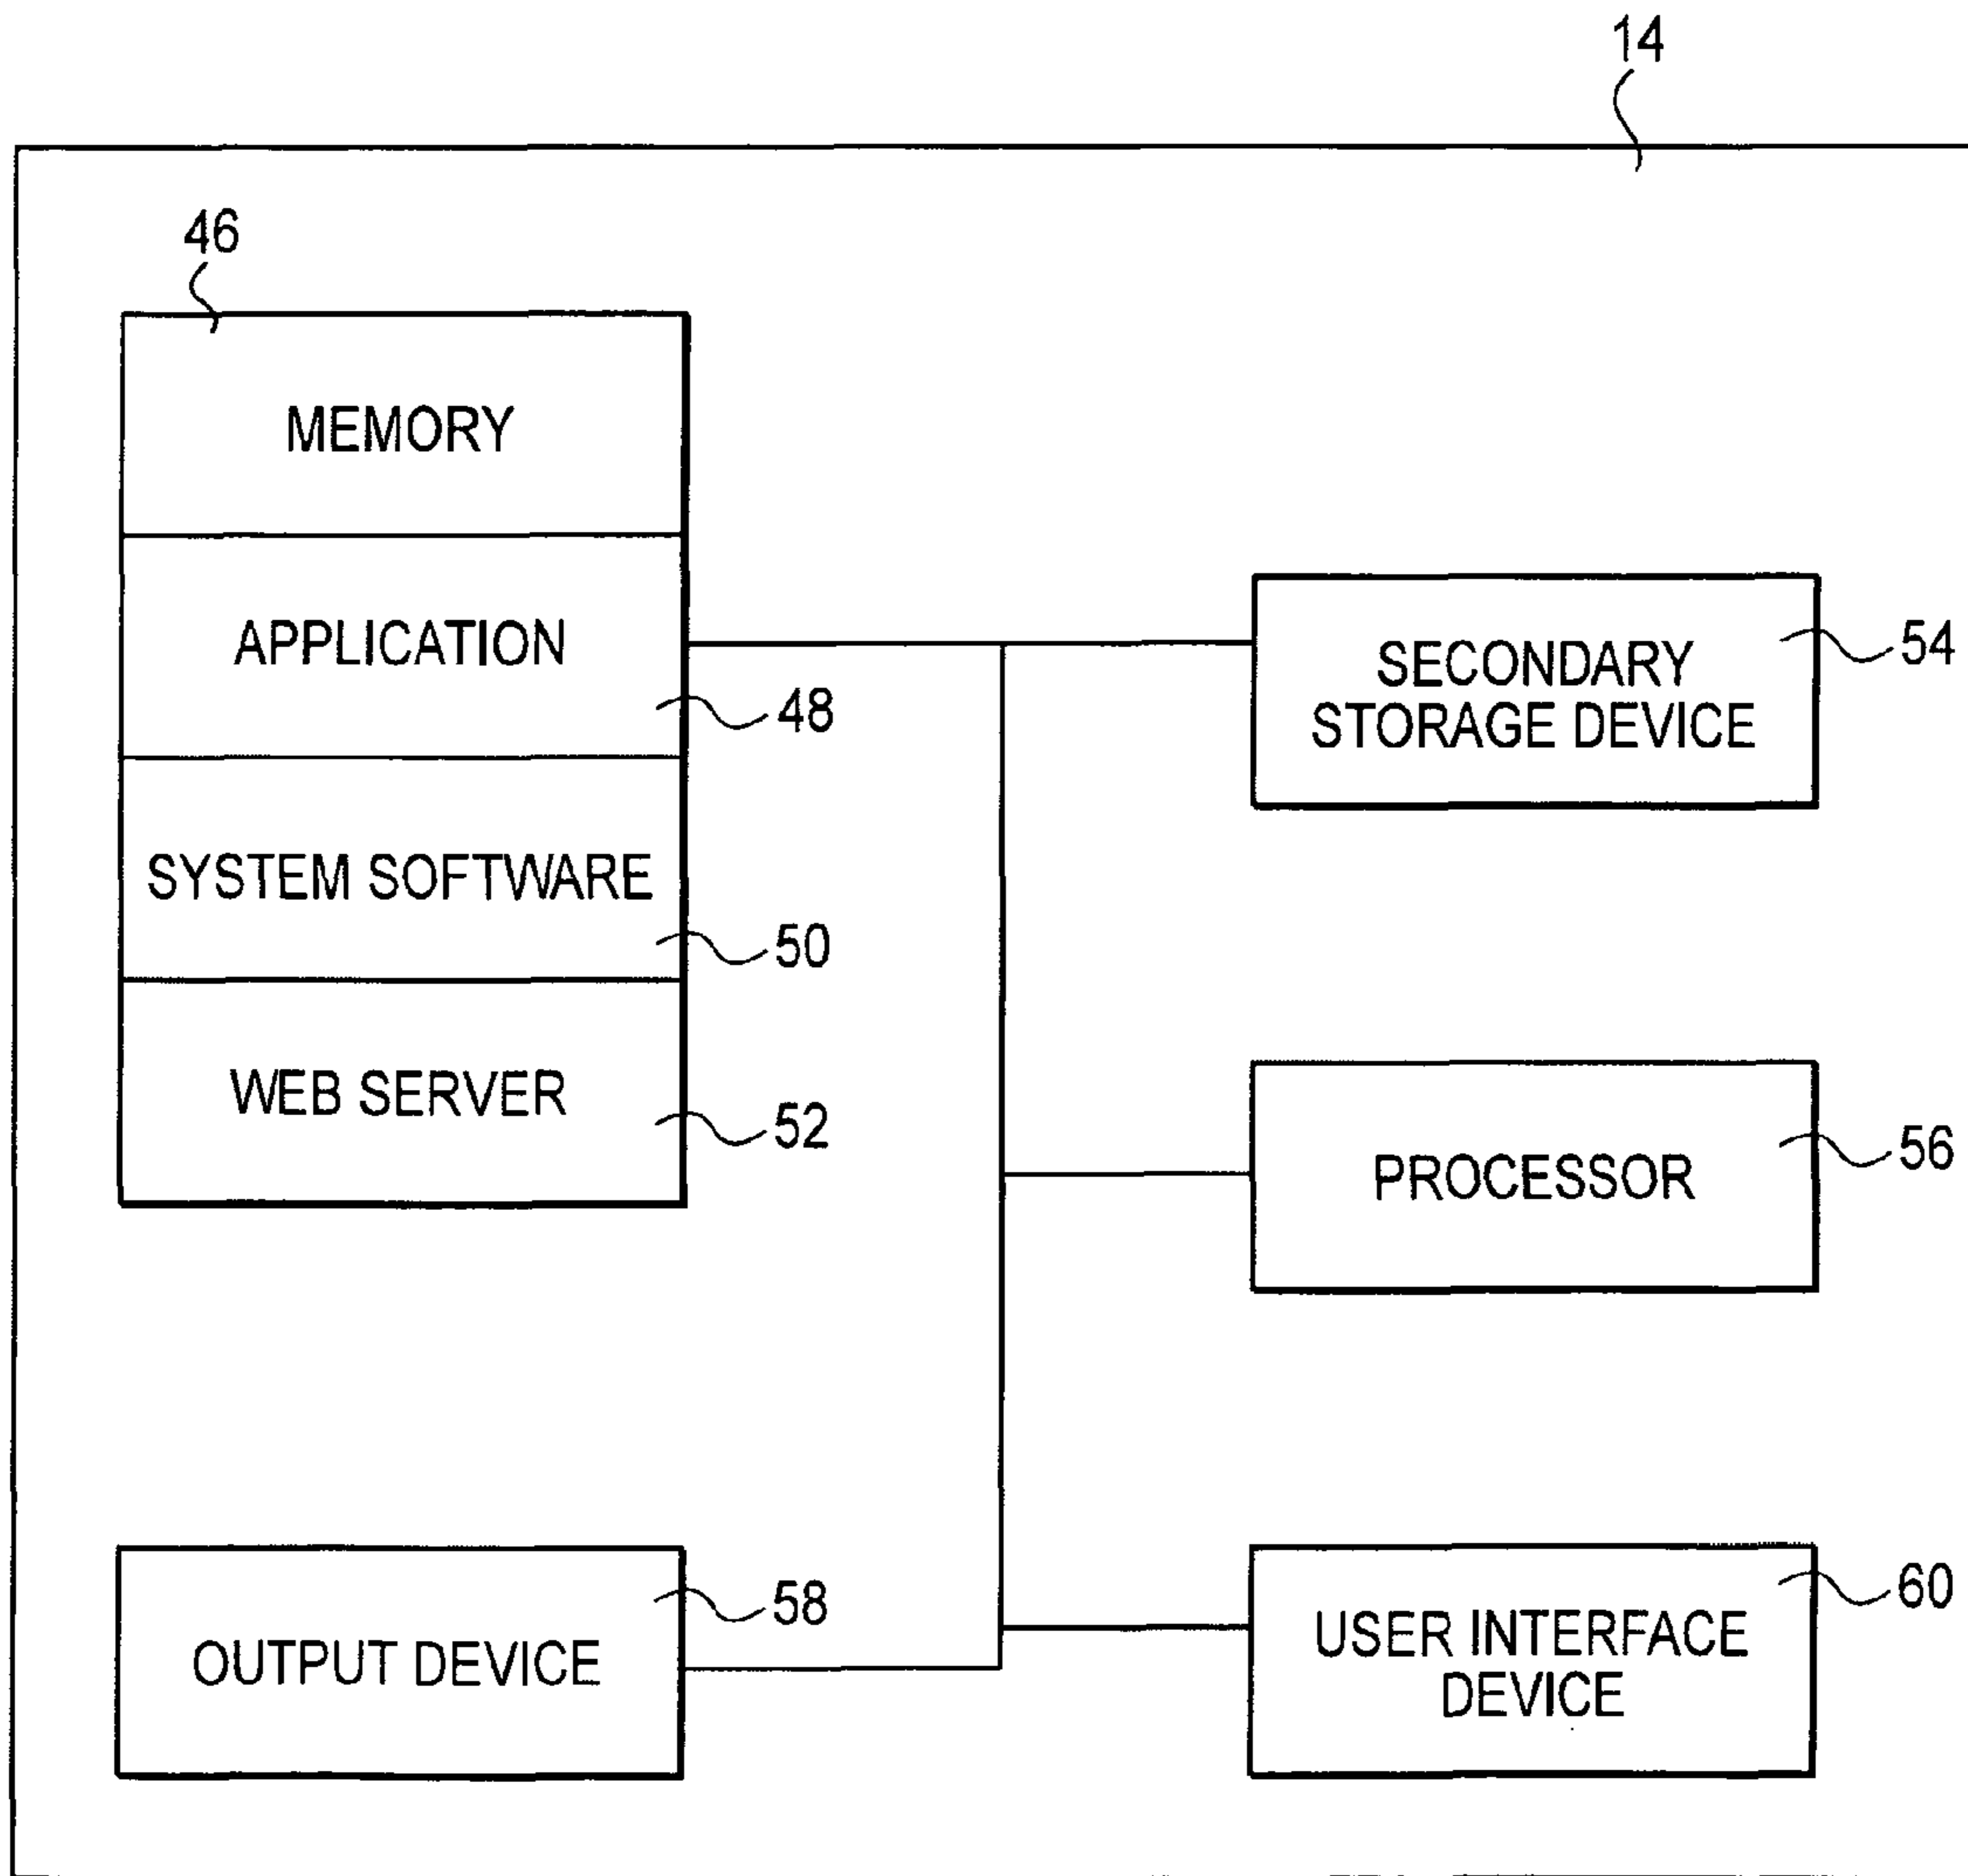 14
46
MEMORY
APPLICATION
48
SYSTEM SOFTWARE
50
WEB SERVER
52
SECONDARY
STORAGE DEVICE
54
PROCESSOR
56
OUTPUT DEVICE
58
USER INTERFACE
DEVICE
60